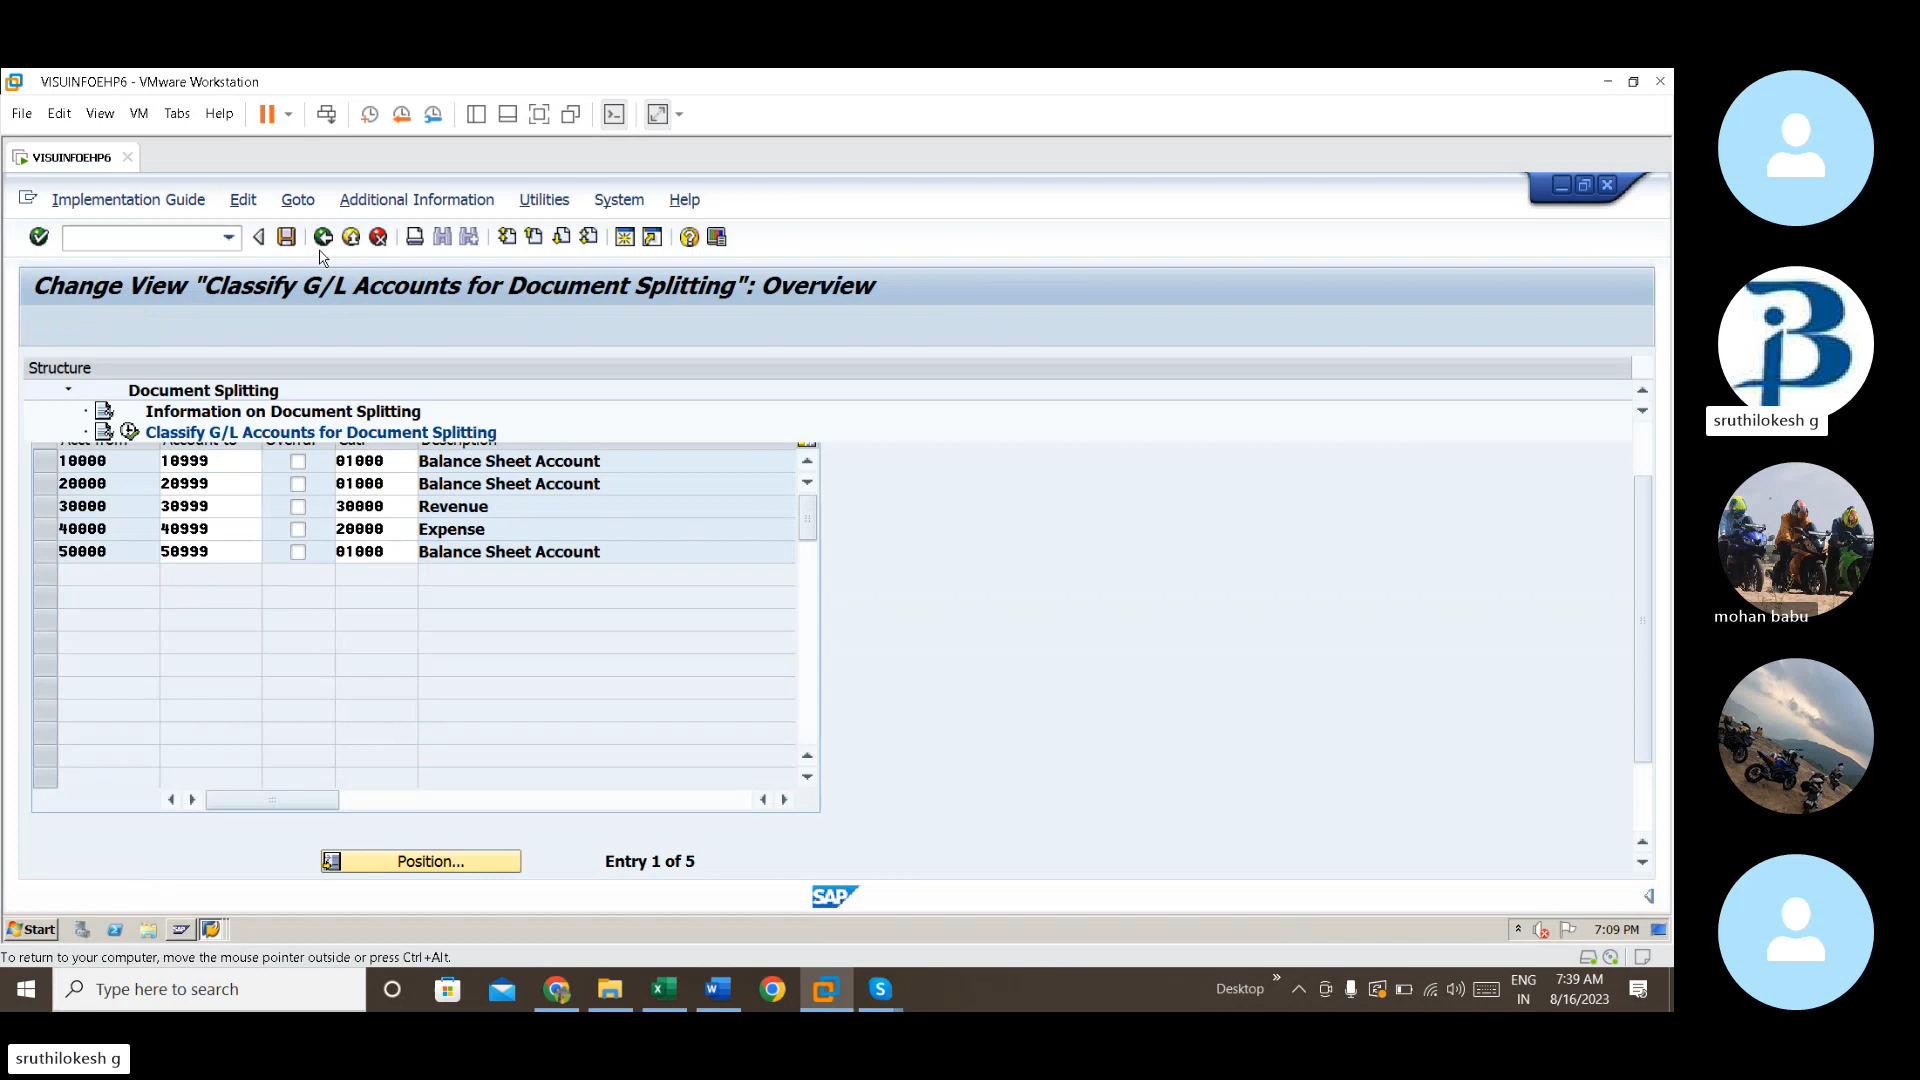 VISUINFOEHP6 - VMware Workstation
File Edit View VM Tabs Help
VISUINFOEHP6
Implementation Guide Edit Goto Additional Information Utilities System Help
Change View "Classify G/L Accounts for Document Splitting": Overview
Structure
Document Splitting
Information on Document Splitting
Classify G/L Accounts for Document Splitting
10000 10999 01000 Balance Sheet Account
20000 20999 01000 Balance Sheet Account
30000 30999 30000 Revenue
40000 40999 20000 Expense
50000 50999 01000 Balance Sheet Account
Position... Entry 1 of 5
SAP
Start 7:09 PM
To return to your computer, move the mouse pointer outside or press Ctrl+Alt.
Type here to search Desktop ENG IN 7:39 AM 8/16/2023
sruthilokesh g
mohan babu
sruthilokesh g